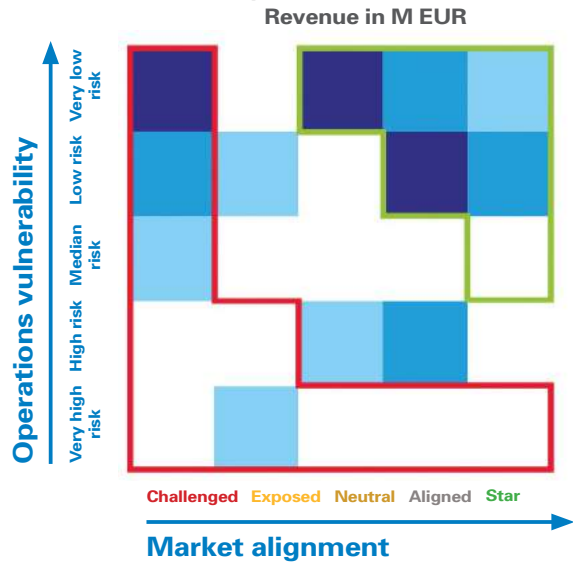 Revenue in M EUR
Operations vulnerability
Very low
risk
Low risk
Median
risk
High risk
Very high
risk
Challenged Exposed Neutral Aligned Star
Market alignment